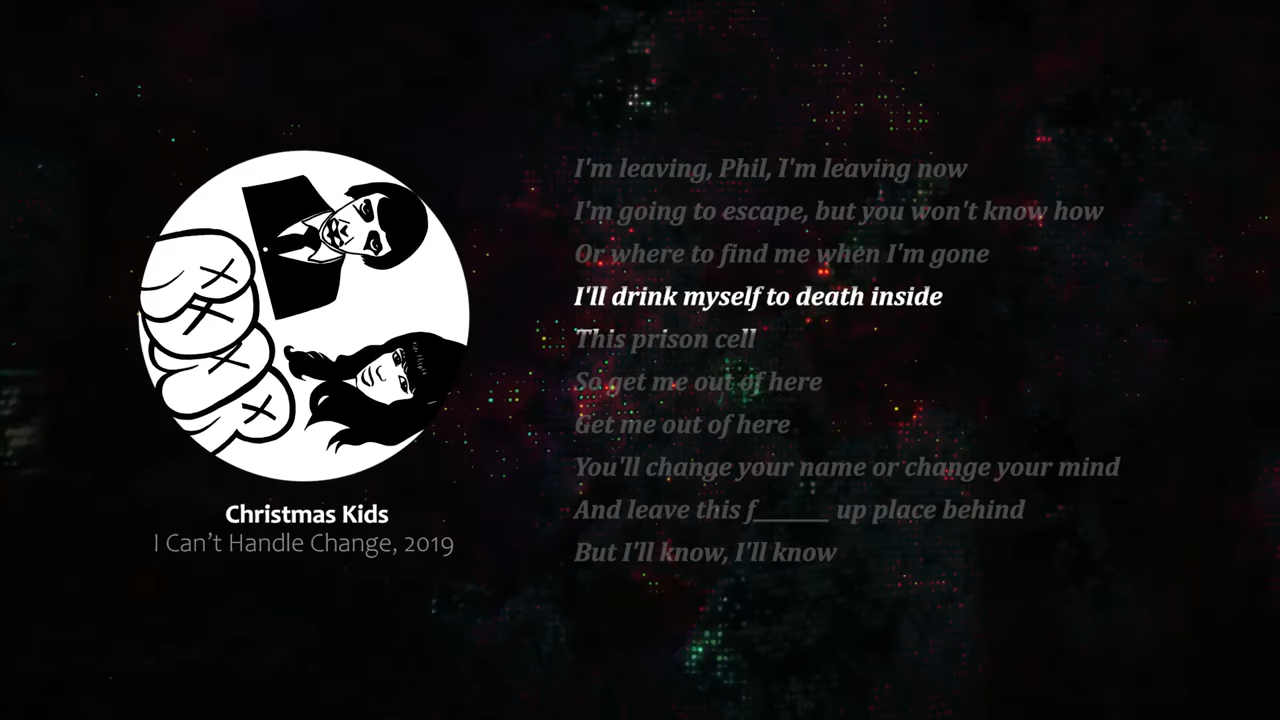 I'm leaving, Phil, I'm leaving now
I'm going to escape, but you won't know how
Or where to find me when I'm gone
I'll drink myself to death inside
This prison cell
So get me out of here
Get me out of here
You'll change your name or change your mind
And leave this f______ up place behind
But I'll know, I'll know
Christmas Kids
I Can't Handle Change, 2019